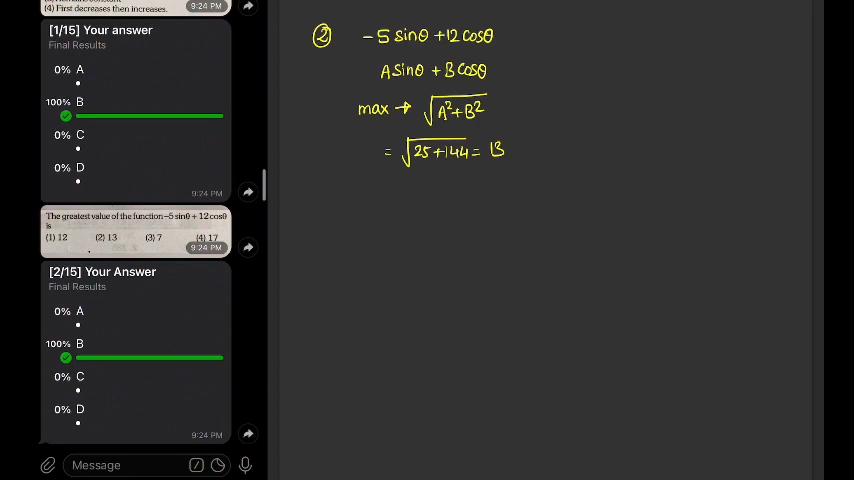 (4) First decreases then increases.
9:24 PM
[1/15] Your answer
Final Results
0% A
100% B
0% C
0% D
9:24 PM
The greatest value of the function −5 sinθ + 12 cosθ
is
(1) 12 (2) 13 (3) 7 (4) 17
9:24 PM
[2/15] Your Answer
Final Results
0% A
100% B
0% C
0% D
9:24 PM
Message
② −5 sinθ +12 cosθ
A sinθ + B cosθ
max → √A²+B²
= √25+144 = 13